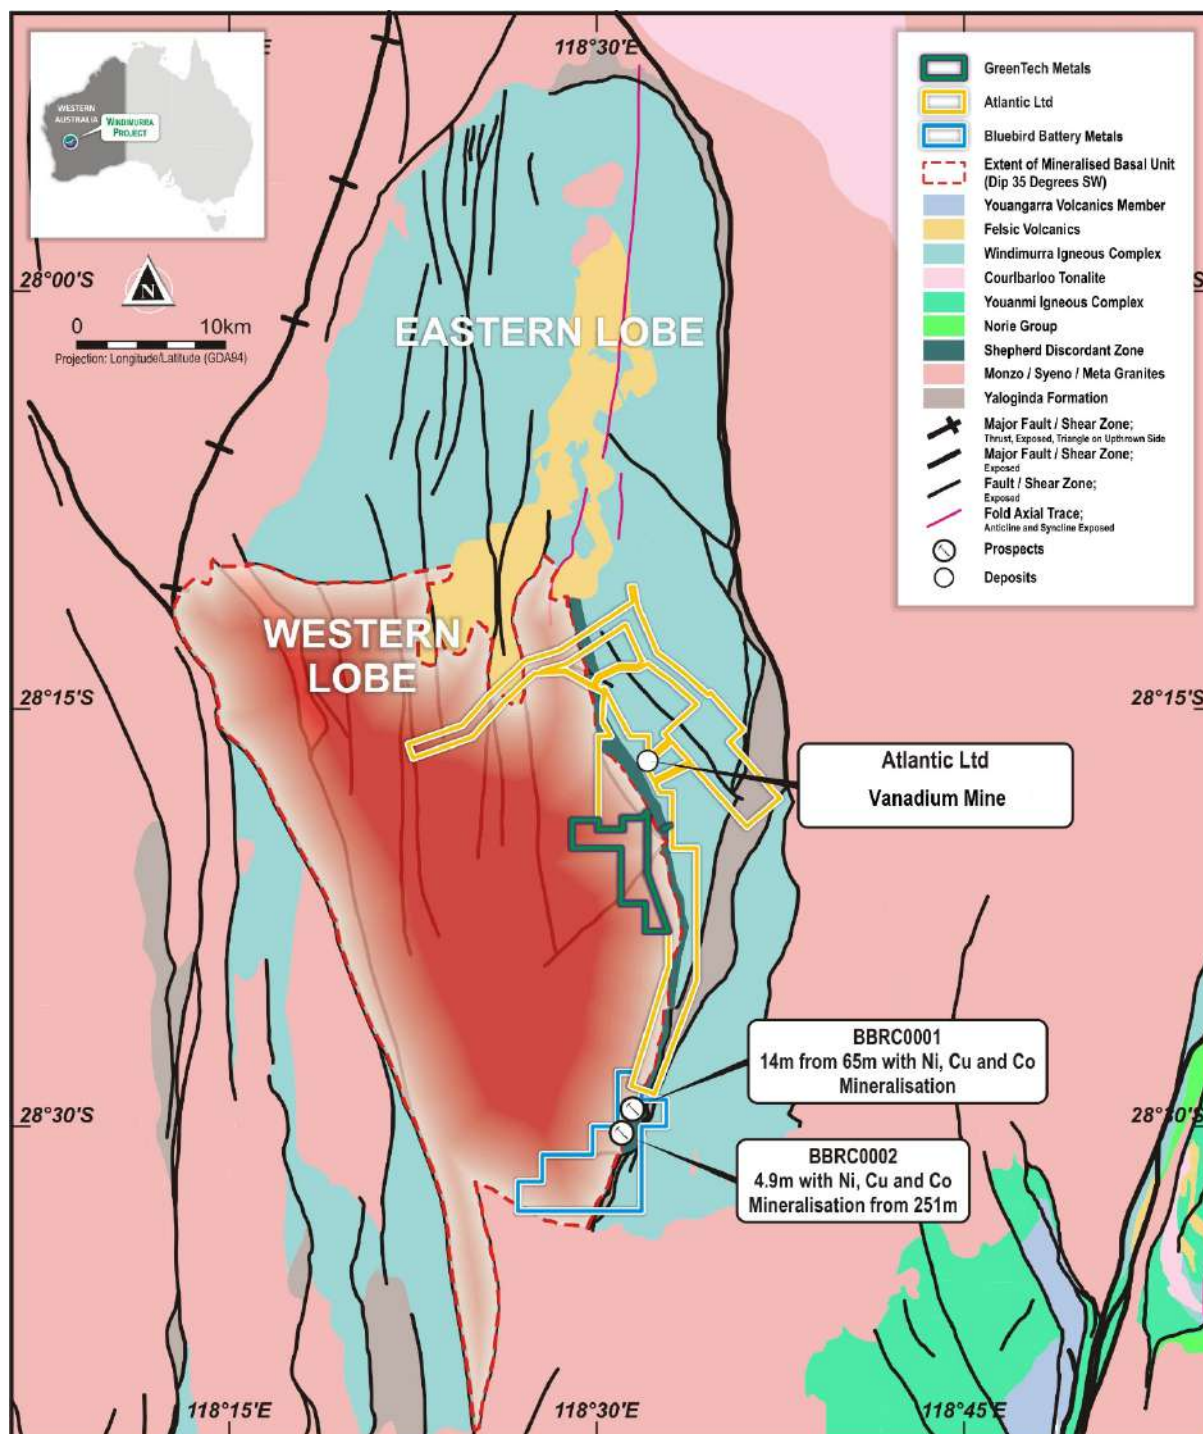 WESTERN
AUSTRALIA
WINDIMURRA
PROJECT
E
118°30'E
28°00'S
S
N
0 10km
Projection: Longitude/Latitude (GDA94)
EASTERN LOBE
WESTERN
LOBE
GreenTech Metals
Atlantic Ltd
Bluebird Battery Metals
Extent of Mineralised Basal Unit
(Dip 35 Degrees SW)
Youangarra Volcanics Member
Felsic Volcanics
Windimurra Igneous Complex
Courlbarloo Tonalite
Youanmi Igneous Complex
Norie Group
Shepherd Discordant Zone
Monzo / Syeno / Meta Granites
Yaloginda Formation
Major Fault / Shear Zone;
Thrust, Exposed, Triangle on Upthrown Side
Major Fault / Shear Zone;
Exposed
Fault / Shear Zone;
Exposed
Fold Axial Trace;
Anticline and Syncline Exposed
Prospects
Deposits
28°15'S
28°15'S
Atlantic Ltd
Vanadium Mine
BBRC0001
14m from 65m with Ni, Cu and Co
Mineralisation
28°30'S
28°30'S
BBRC0002
4.9m with Ni, Cu and Co
Mineralisation from 251m
118°15'E
118°30'E
118°45'E